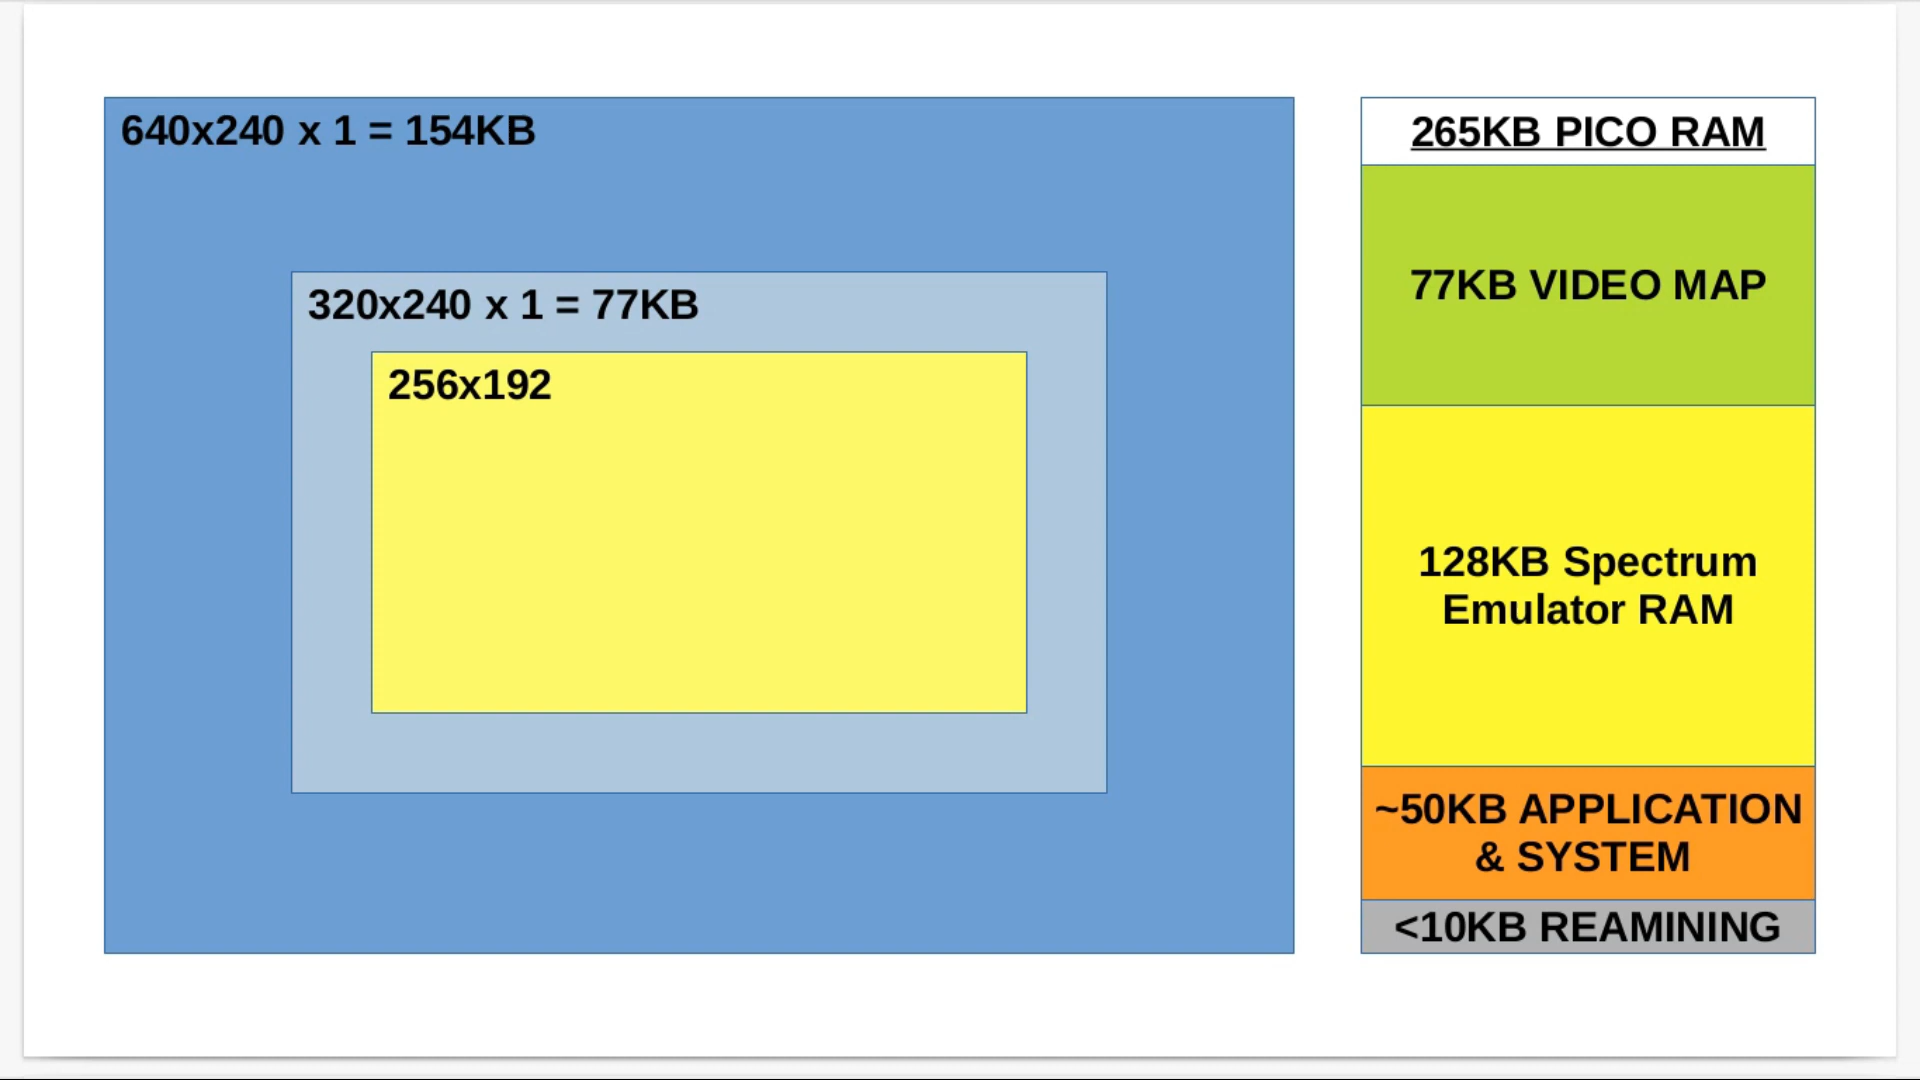 640x240 x 1 = 154KB
320x240 x 1 = 77KB
256x192
265KB PICO RAM
77KB VIDEO MAP
128KB Spectrum
Emulator RAM
~50KB APPLICATION
& SYSTEM
<10KB REAMINING